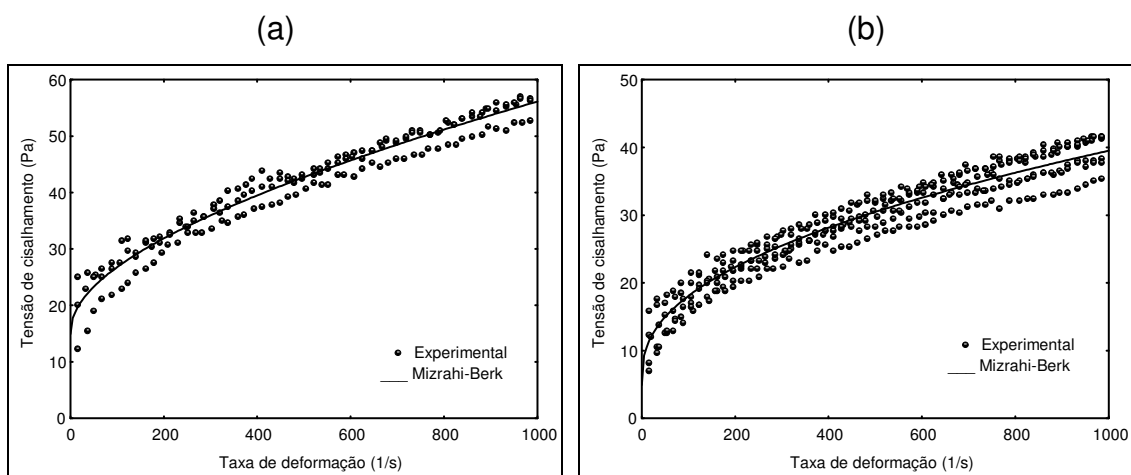 (a)
60
50
40
30
20
10
0
0 200 400 600 800 1000
Tensão de cisalhamento (Pa)
Taxa de deformação (1/s)
Experimental
Mizrahi-Berk
(b)
50
40
30
20
10
0
0 200 400 600 800 1000
Tensão de cisalhamento (Pa)
Taxa de deformação (1/s)
Experimental
Mizrahi-Berk